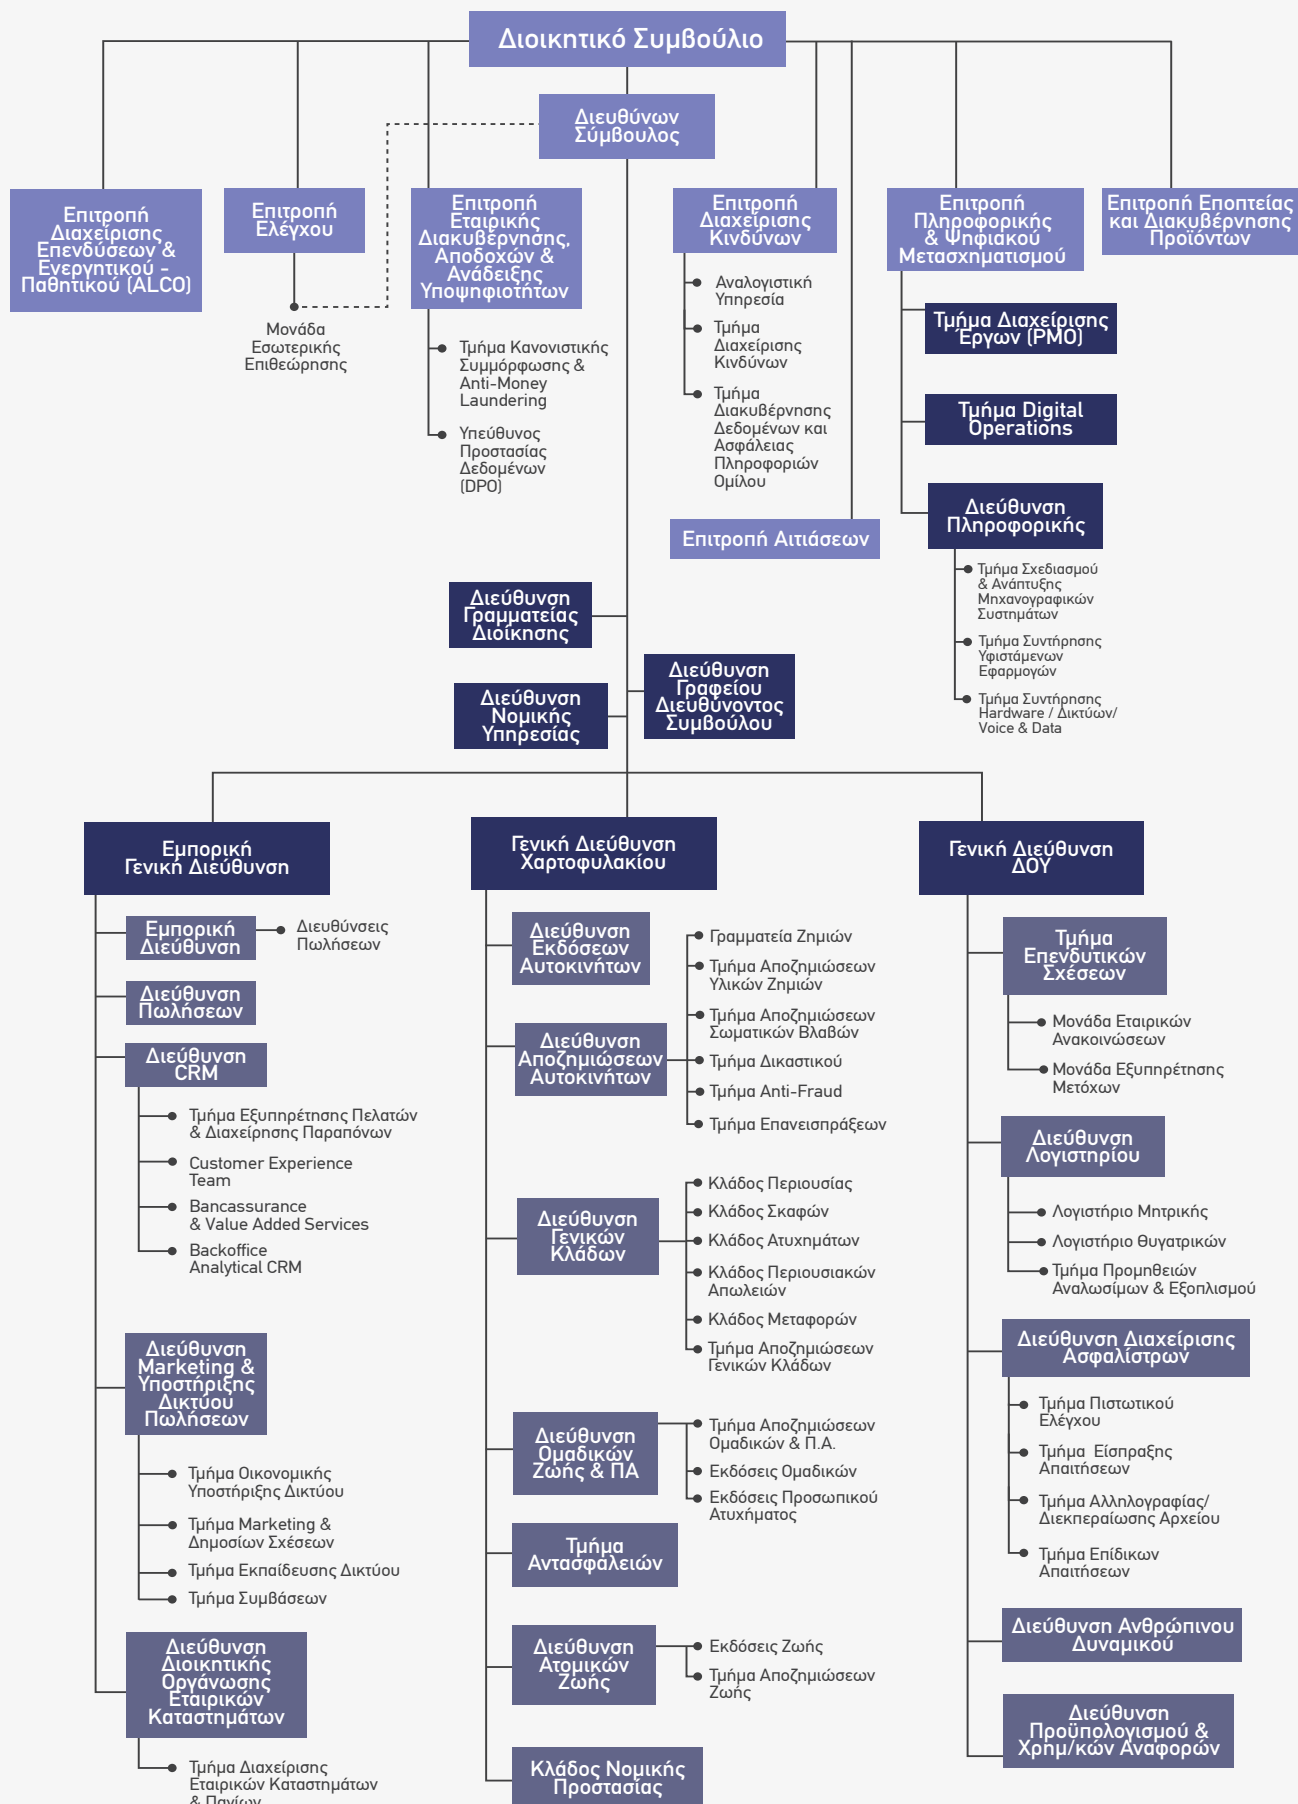 Διοικητικό Συμβούλιο
Διευθύνων
Σύμβουλος
Επιτροπή
Διαχείρισης
Επενδύσεων &
Ενεργητικού -
Παθητικού (ALCO)
Επιτροπή
Ελέγχου
Μονάδα
Εσωτερικής
Επιθεώρησης
Επιτροπή
Εταιρικής
Διακυβέρνησης,
Αποδοχών &
Ανάδειξης
Υποψηφιοτήτων
Τμήμα Κανονιστικής
Συμμόρφωσης &
Anti-Money
Laundering
Υπεύθυνος
Προστασίας
Δεδομένων
(DPO)
Επιτροπή
Διαχείρισης
Κινδύνων
Αναλογιστική
Υπηρεσία
Τμήμα
Διαχείρισης
Κινδύνων
Τμήμα
Διακυβέρνησης
Δεδομένων και
Ασφάλειας
Πληροφοριών
Ομίλου
Επιτροπή Αιτιάσεων
Επιτροπή
Πληροφορικής
& Ψηφιακού
Μετασχηματισμού
Τμήμα Διαχείρισης
Έργων (PMO)
Τμήμα Digital
Operations
Διεύθυνση
Πληροφορικής
Τμήμα Σχεδιασμού
& Ανάπτυξης
Μηχανογραφικών
Συστημάτων
Τμήμα Συντήρησης
Υφιστάμενων
Εφαρμογών
Τμήμα Συντήρησης
Hardware / Δικτύων/
Voice & Data
Επιτροπή Εποπτείας
και Διακυβέρνησης
Προϊόντων
Διεύθυνση
Γραμματείας
Διοίκησης
Διεύθυνση
Γραφείου
Διευθύνοντος
Συμβούλου
Διεύθυνση
Νομικής
Υπηρεσίας
Εμπορική
Γενική Διεύθυνση
Εμπορική
Διεύθυνση
Διευθύνσεις
Πωλήσεων
Διεύθυνση
Πωλήσεων
Διεύθυνση
CRM
Τμήμα Εξυπηρέτησης Πελατών
& Διαχείρησης Παραπόνων
Customer Experience
Team
Bancassurance
& Value Added Services
Backoffice
Analytical CRM
Διεύθυνση
Marketing &
Υποστήριξης
Δικτύου
Πωλήσεων
Τμήμα Οικονομικής
Υποστήριξης Δικτύου
Τμήμα Marketing &
Δημοσίων Σχέσεων
Τμήμα Εκπαίδευσης Δικτύου
Τμήμα Συμβάσεων
Διεύθυνση
Διοικητικής
Οργάνωσης
Εταιρικών
Καταστημάτων
Τμήμα Διαχείρισης
Εταιρικών Καταστημάτων
& Παγίων
Γενική Διεύθυνση
Χαρτοφυλακίου
Διεύθυνση
Εκδόσεων
Αυτοκινήτων
Διεύθυνση
Αποζημιώσεων
Αυτοκινήτων
Γραμματεία Ζημιών
Τμήμα Αποζημιώσεων
Υλικών Ζημιών
Τμήμα Αποζημιώσεων
Σωματικών Βλαβών
Τμήμα Δικαστικού
Τμήμα Anti-Fraud
Τμήμα Επανεισπράξεων
Διεύθυνση
Γενικών
Κλάδων
Κλάδος Περιουσίας
Κλάδος Σκαφών
Κλάδος Ατυχημάτων
Κλάδος Περιουσιακών
Απωλειών
Κλάδος Μεταφορών
Τμήμα Αποζημιώσεων
Γενικών Κλάδων
Διεύθυνση
Ομαδικών
Ζωής & ΠΑ
Τμήμα Αποζημιώσεων
Ομαδικών & Π.Α.
Εκδόσεις Ομαδικών
Εκδόσεις Προσωπικού
Ατυχήματος
Τμήμα
Αντασφαλειών
Διεύθυνση
Ατομικών
Ζωής
Εκδόσεις Ζωής
Τμήμα Αποζημιώσεων
Ζωής
Κλάδος Νομικής
Προστασίας
Γενική Διεύθυνση
ΔΟΥ
Τμήμα
Επενδυτικών
Σχέσεων
Μονάδα Εταιρικών
Ανακοινώσεων
Μονάδα Εξυπηρέτησης
Μετόχων
Διεύθυνση
Λογιστηρίου
Λογιστήριο Μητρικής
Λογιστήριο Θυγατρικών
Τμήμα Προμηθειών
Αναλωσίμων & Εξοπλισμού
Διεύθυνση Διαχείρισης
Ασφαλίστρων
Τμήμα Πιστωτικού
Ελέγχου
Τμήμα Είσπραξης
Απαιτήσεων
Τμήμα Αλληλογραφίας/
Διεκπεραίωσης Αρχείου
Τμήμα Επίδικων
Απαιτήσεων
Διεύθυνση Ανθρώπινου
Δυναμικού
Διεύθυνση
Προϋπολογισμού &
Χρημ/κών Αναφορών